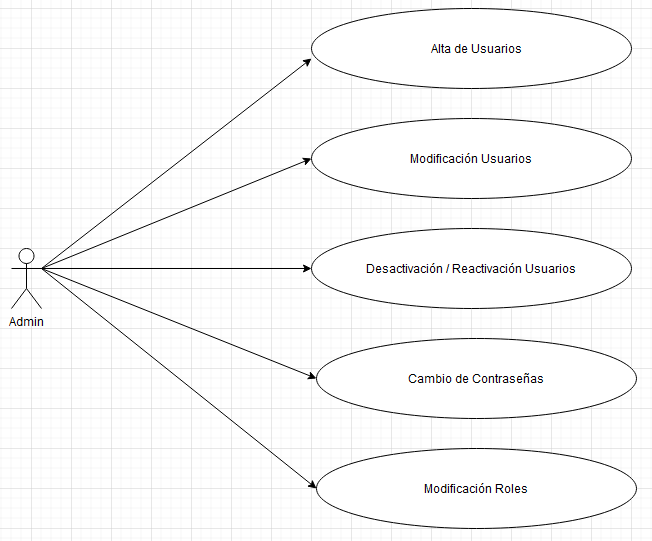 Alta de Usuarios
Modificación Usuarios
Desactivación / Reactivación Usuarios
Admin
Cambio de Contraseñas
Modificación Roles